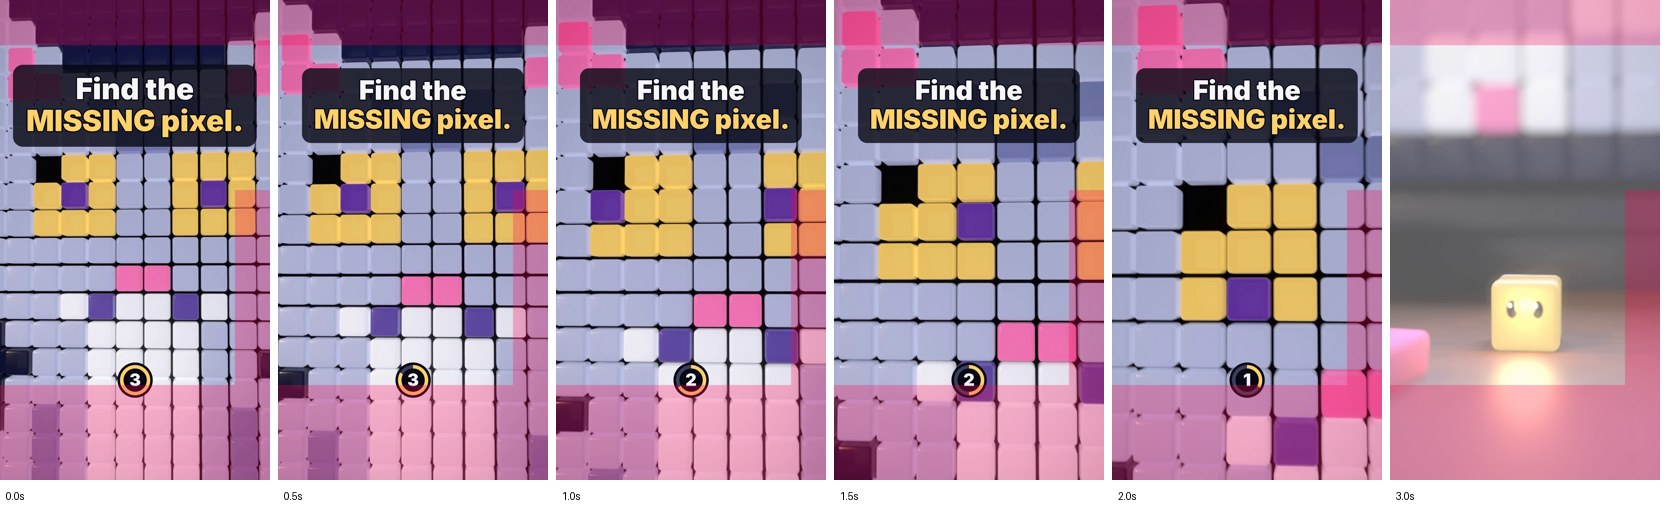 Find the
MISSING pixel.
3
0.0s
Find the
MISSING pixel.
3
0.5s
Find the
MISSING pixel.
2
1.0s
Find the
MISSING pixel.
2
1.5s
Find the
MISSING pixel.
1
2.0s
3.0s